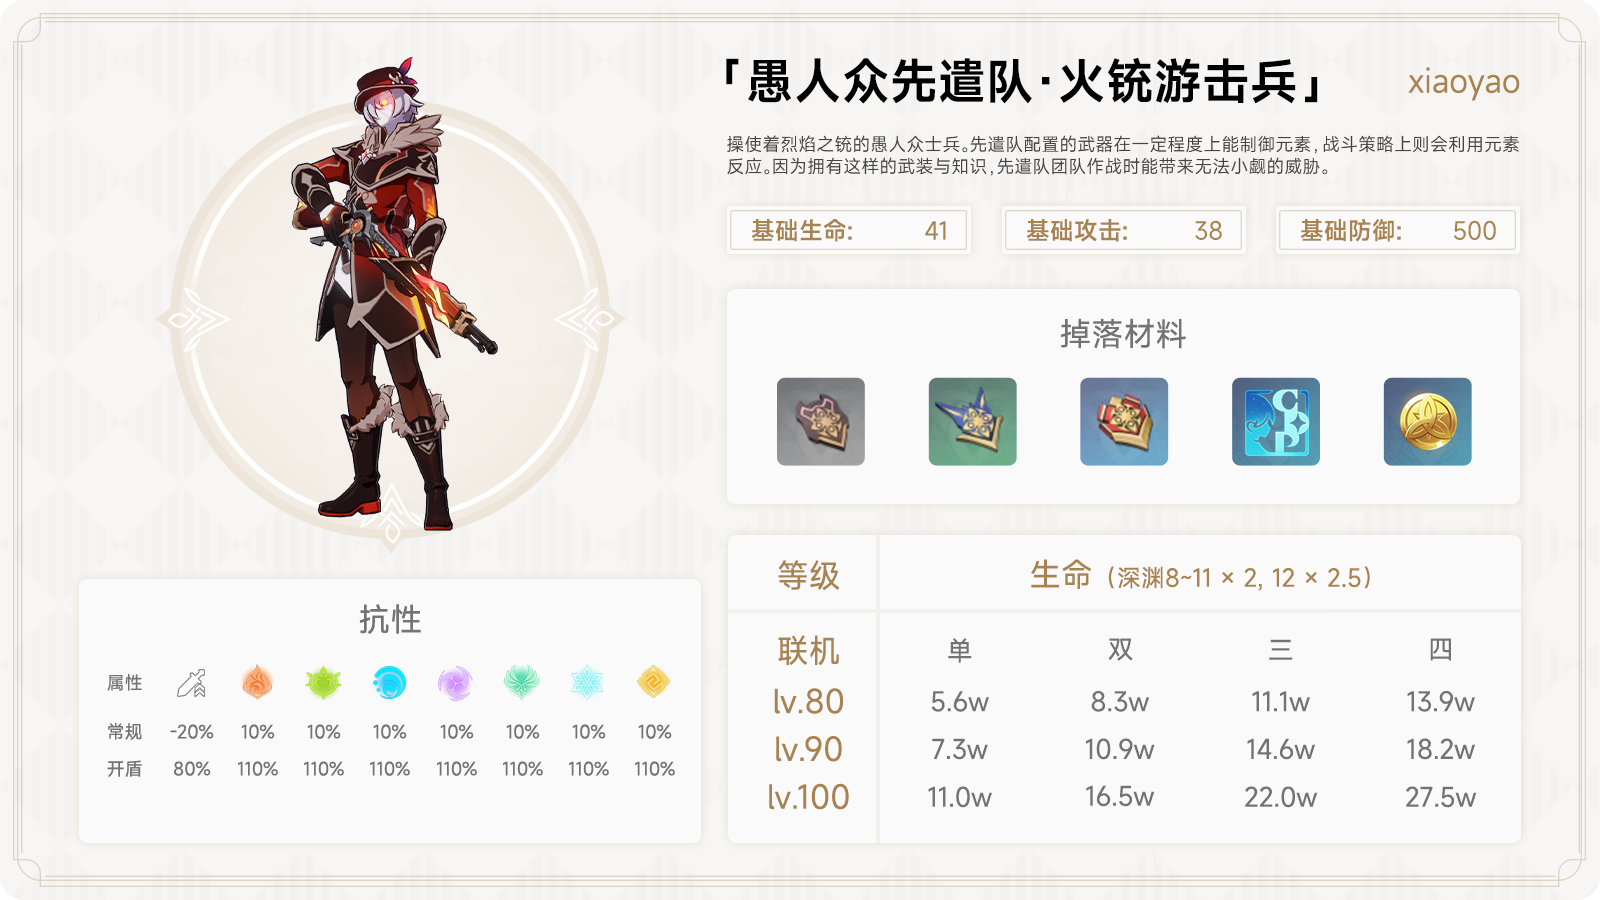 「愚人众先遣队·火铳游击兵」
xiaoyao
操使着烈焰之铳的愚人众士兵。先遣队配置的武器在一定程度上能制御元素,战斗策略上则会利用元素
反应。因为拥有这样的武装与知识,先遣队团队作战时能带来无法小觑的威胁。
基础生命: 41
基础攻击: 38
基础防御: 500
掉落材料
等级 生命(深渊8~11 × 2, 12 × 2.5)
联机 单 双 三 四
lv.80 5.6w 8.3w 11.1w 13.9w
lv.90 7.3w 10.9w 14.6w 18.2w
lv.100 11.0w 16.5w 22.0w 27.5w
抗性
属性
常规 -20% 10% 10% 10% 10% 10% 10% 10%
开盾 80% 110% 110% 110% 110% 110% 110% 110%